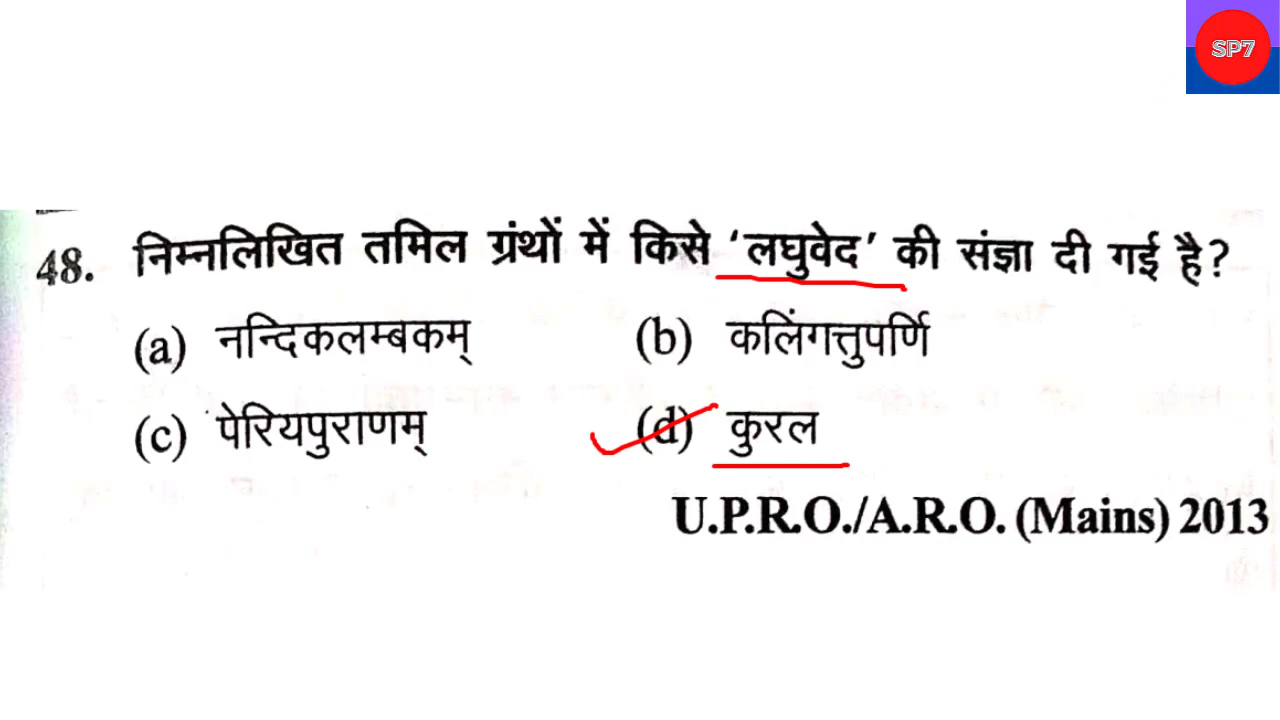 SP7
48. निम्नलिखित तमिल ग्रंथों में किसे 'लघुवेद' की संज्ञा दी गई है?
(a) नन्दिकलम्बकम् (b) कलिंगत्तुपर्णि
(c) पेरियपुराणम् (d) कुरल
U.P.R.O./A.R.O. (Mains) 2013